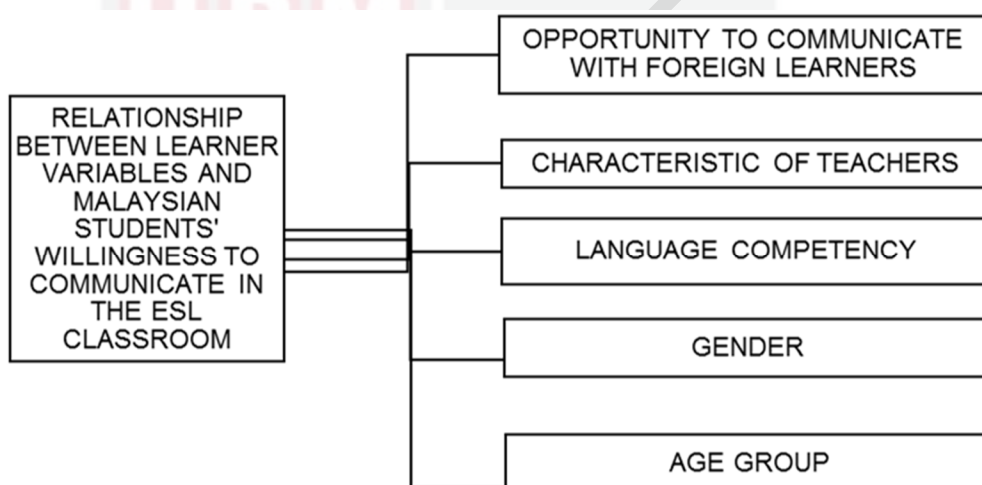 RELATIONSHIP
BETWEEN LEARNER
VARIABLES AND
MALAYSIAN
STUDENTS'
WILLINGNESS TO
COMMUNICATE IN
THE ESL
CLASSROOM
OPPORTUNITY TO COMMUNICATE
WITH FOREIGN LEARNERS
CHARACTERISTIC OF TEACHERS
LANGUAGE COMPETENCY
GENDER
AGE GROUP